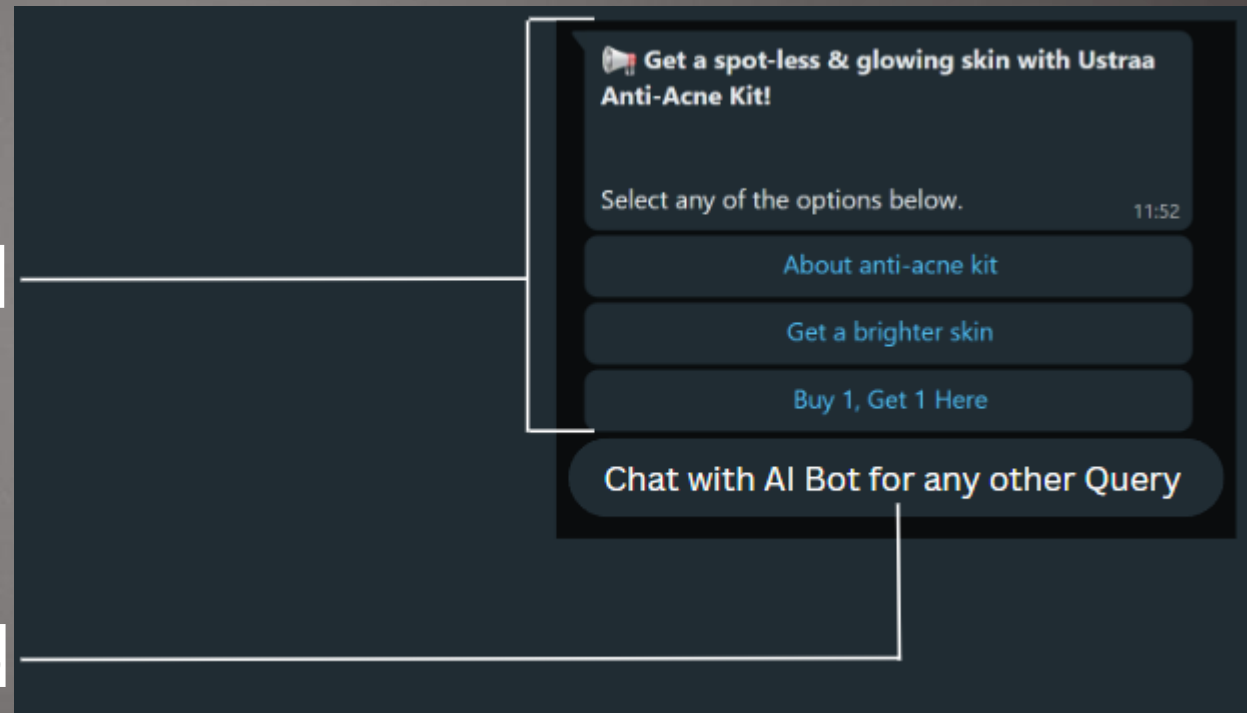 Get a spot-less & glowing skin with Ustraa
Anti-Acne Kit!
Select any of the options below.
11:52
About anti-acne kit
Get a brighter skin
Buy 1, Get 1 Here
Chat with AI Bot for any other Query